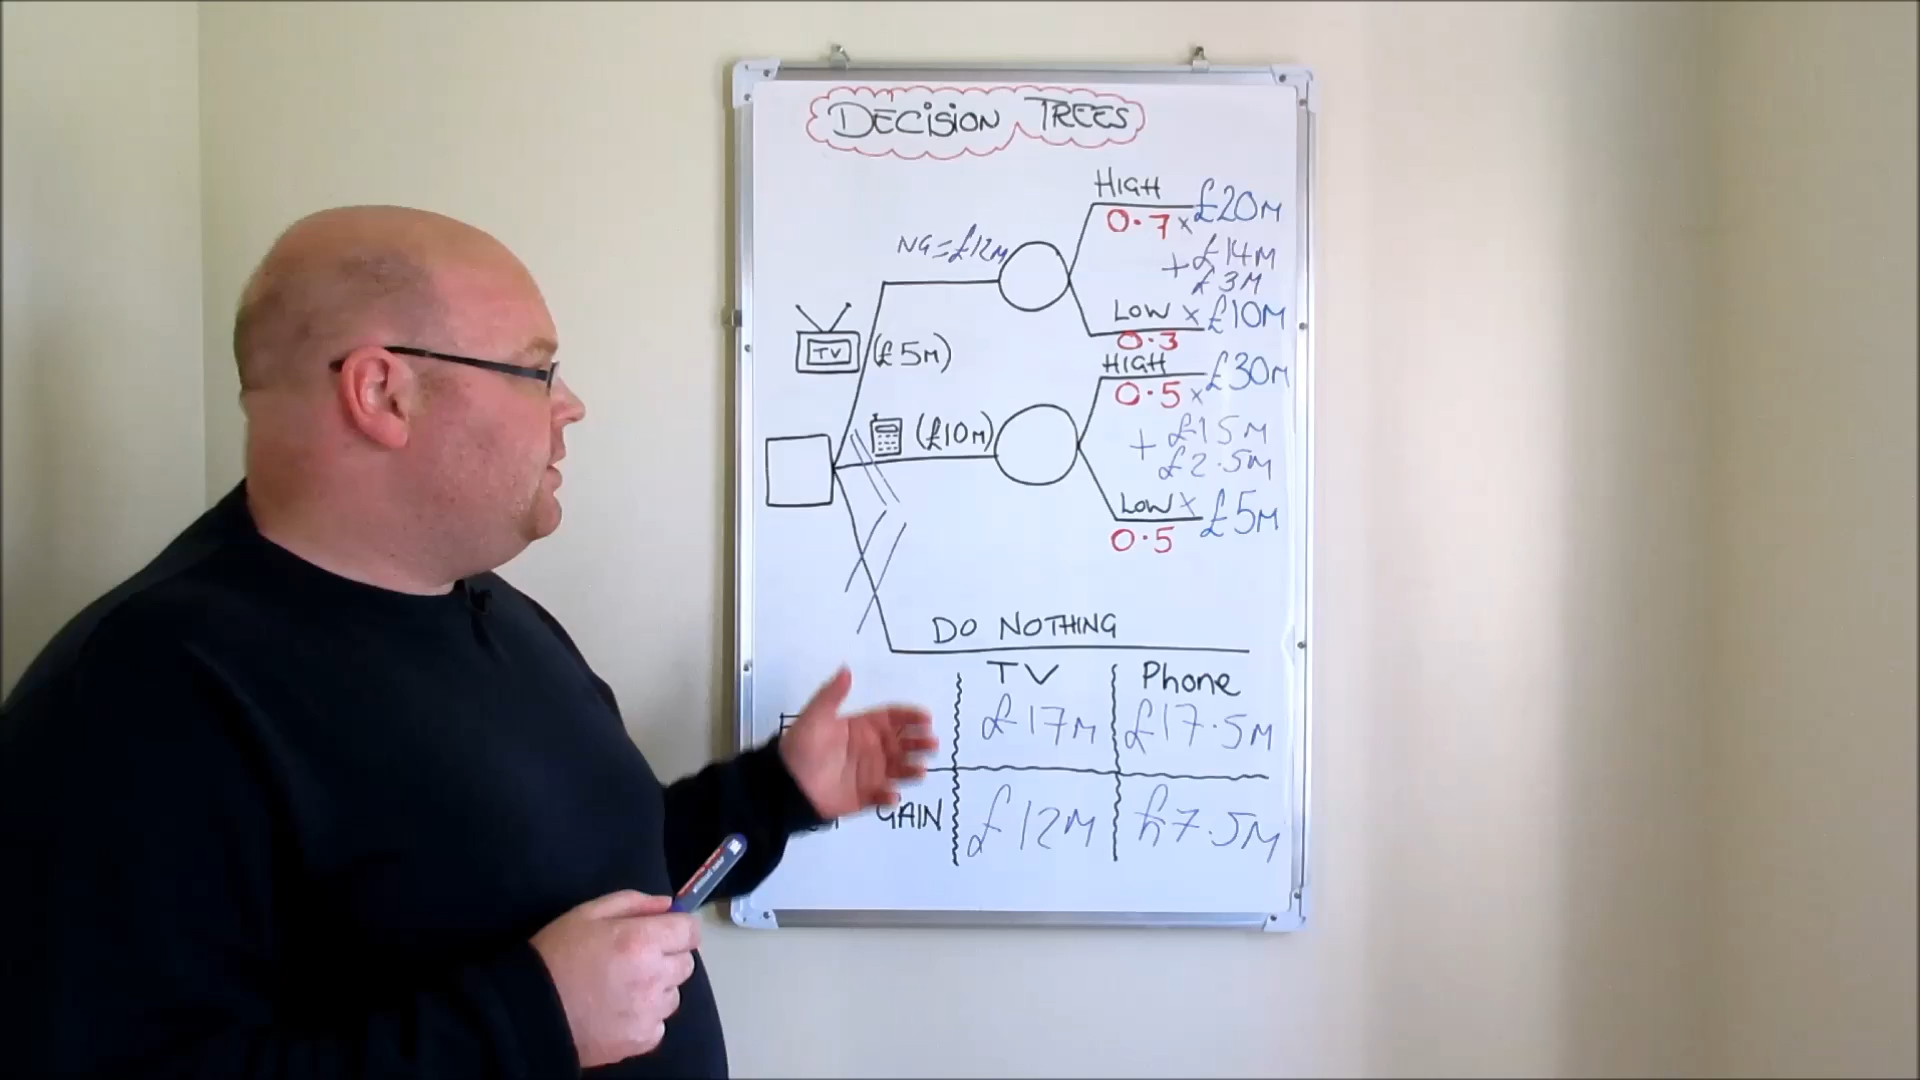 DECISION TREES
HIGH
0.7 × £20M
NG = £12M
+ £14M
£3M
LOW × £10M
0.3
TV (£5M)
HIGH
0.5 × £30M
(£10M)
+ £15M
£2.5M
LOW × £5M
0.5
DO NOTHING
TV Phone
£17M £17.5M
GAIN £12M £7.5M